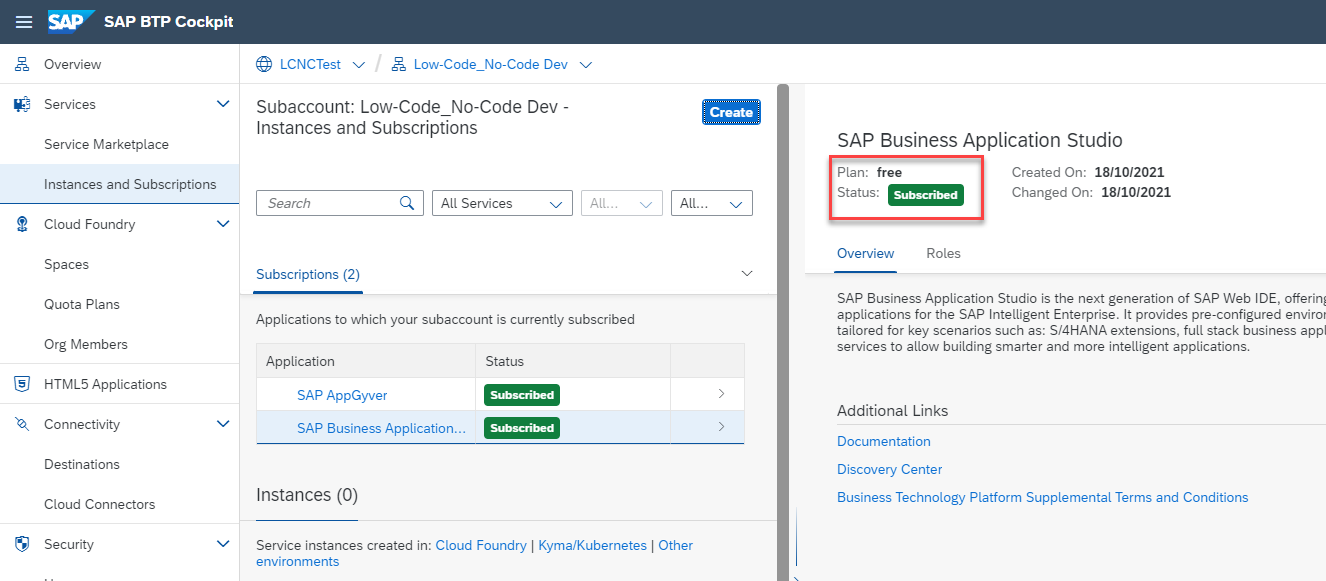 SAP SAP BTP Cockpit
Overview
Services
Service Marketplace
Instances and Subscriptions
Cloud Foundry
Spaces
Quota Plans
Org Members
HTML5 Applications
Connectivity
Destinations
Cloud Connectors
Security
LCNCTest / Low-Code_No-Code Dev
Subaccount: Low-Code_No-Code Dev -
Instances and Subscriptions
Create
Search
All Services
All...
All...
Subscriptions (2)
Applications to which your subaccount is currently subscribed
Application Status
SAP AppGyver Subscribed
SAP Business Application... Subscribed
Instances (0)
Service instances created in: Cloud Foundry | Kyma/Kubernetes | Other
environments
SAP Business Application Studio
Plan: free
Status: Subscribed
Created On: 18/10/2021
Changed On: 18/10/2021
Overview Roles
SAP Business Application Studio is the next generation of SAP Web IDE, offering
applications for the SAP Intelligent Enterprise. It provides pre-configured enviro
tailored for key scenarios such as: S/4HANA extensions, full stack business appl
services to allow building smarter and more intelligent applications.
Additional Links
Documentation
Discovery Center
Business Technology Platform Supplemental Terms and Conditions